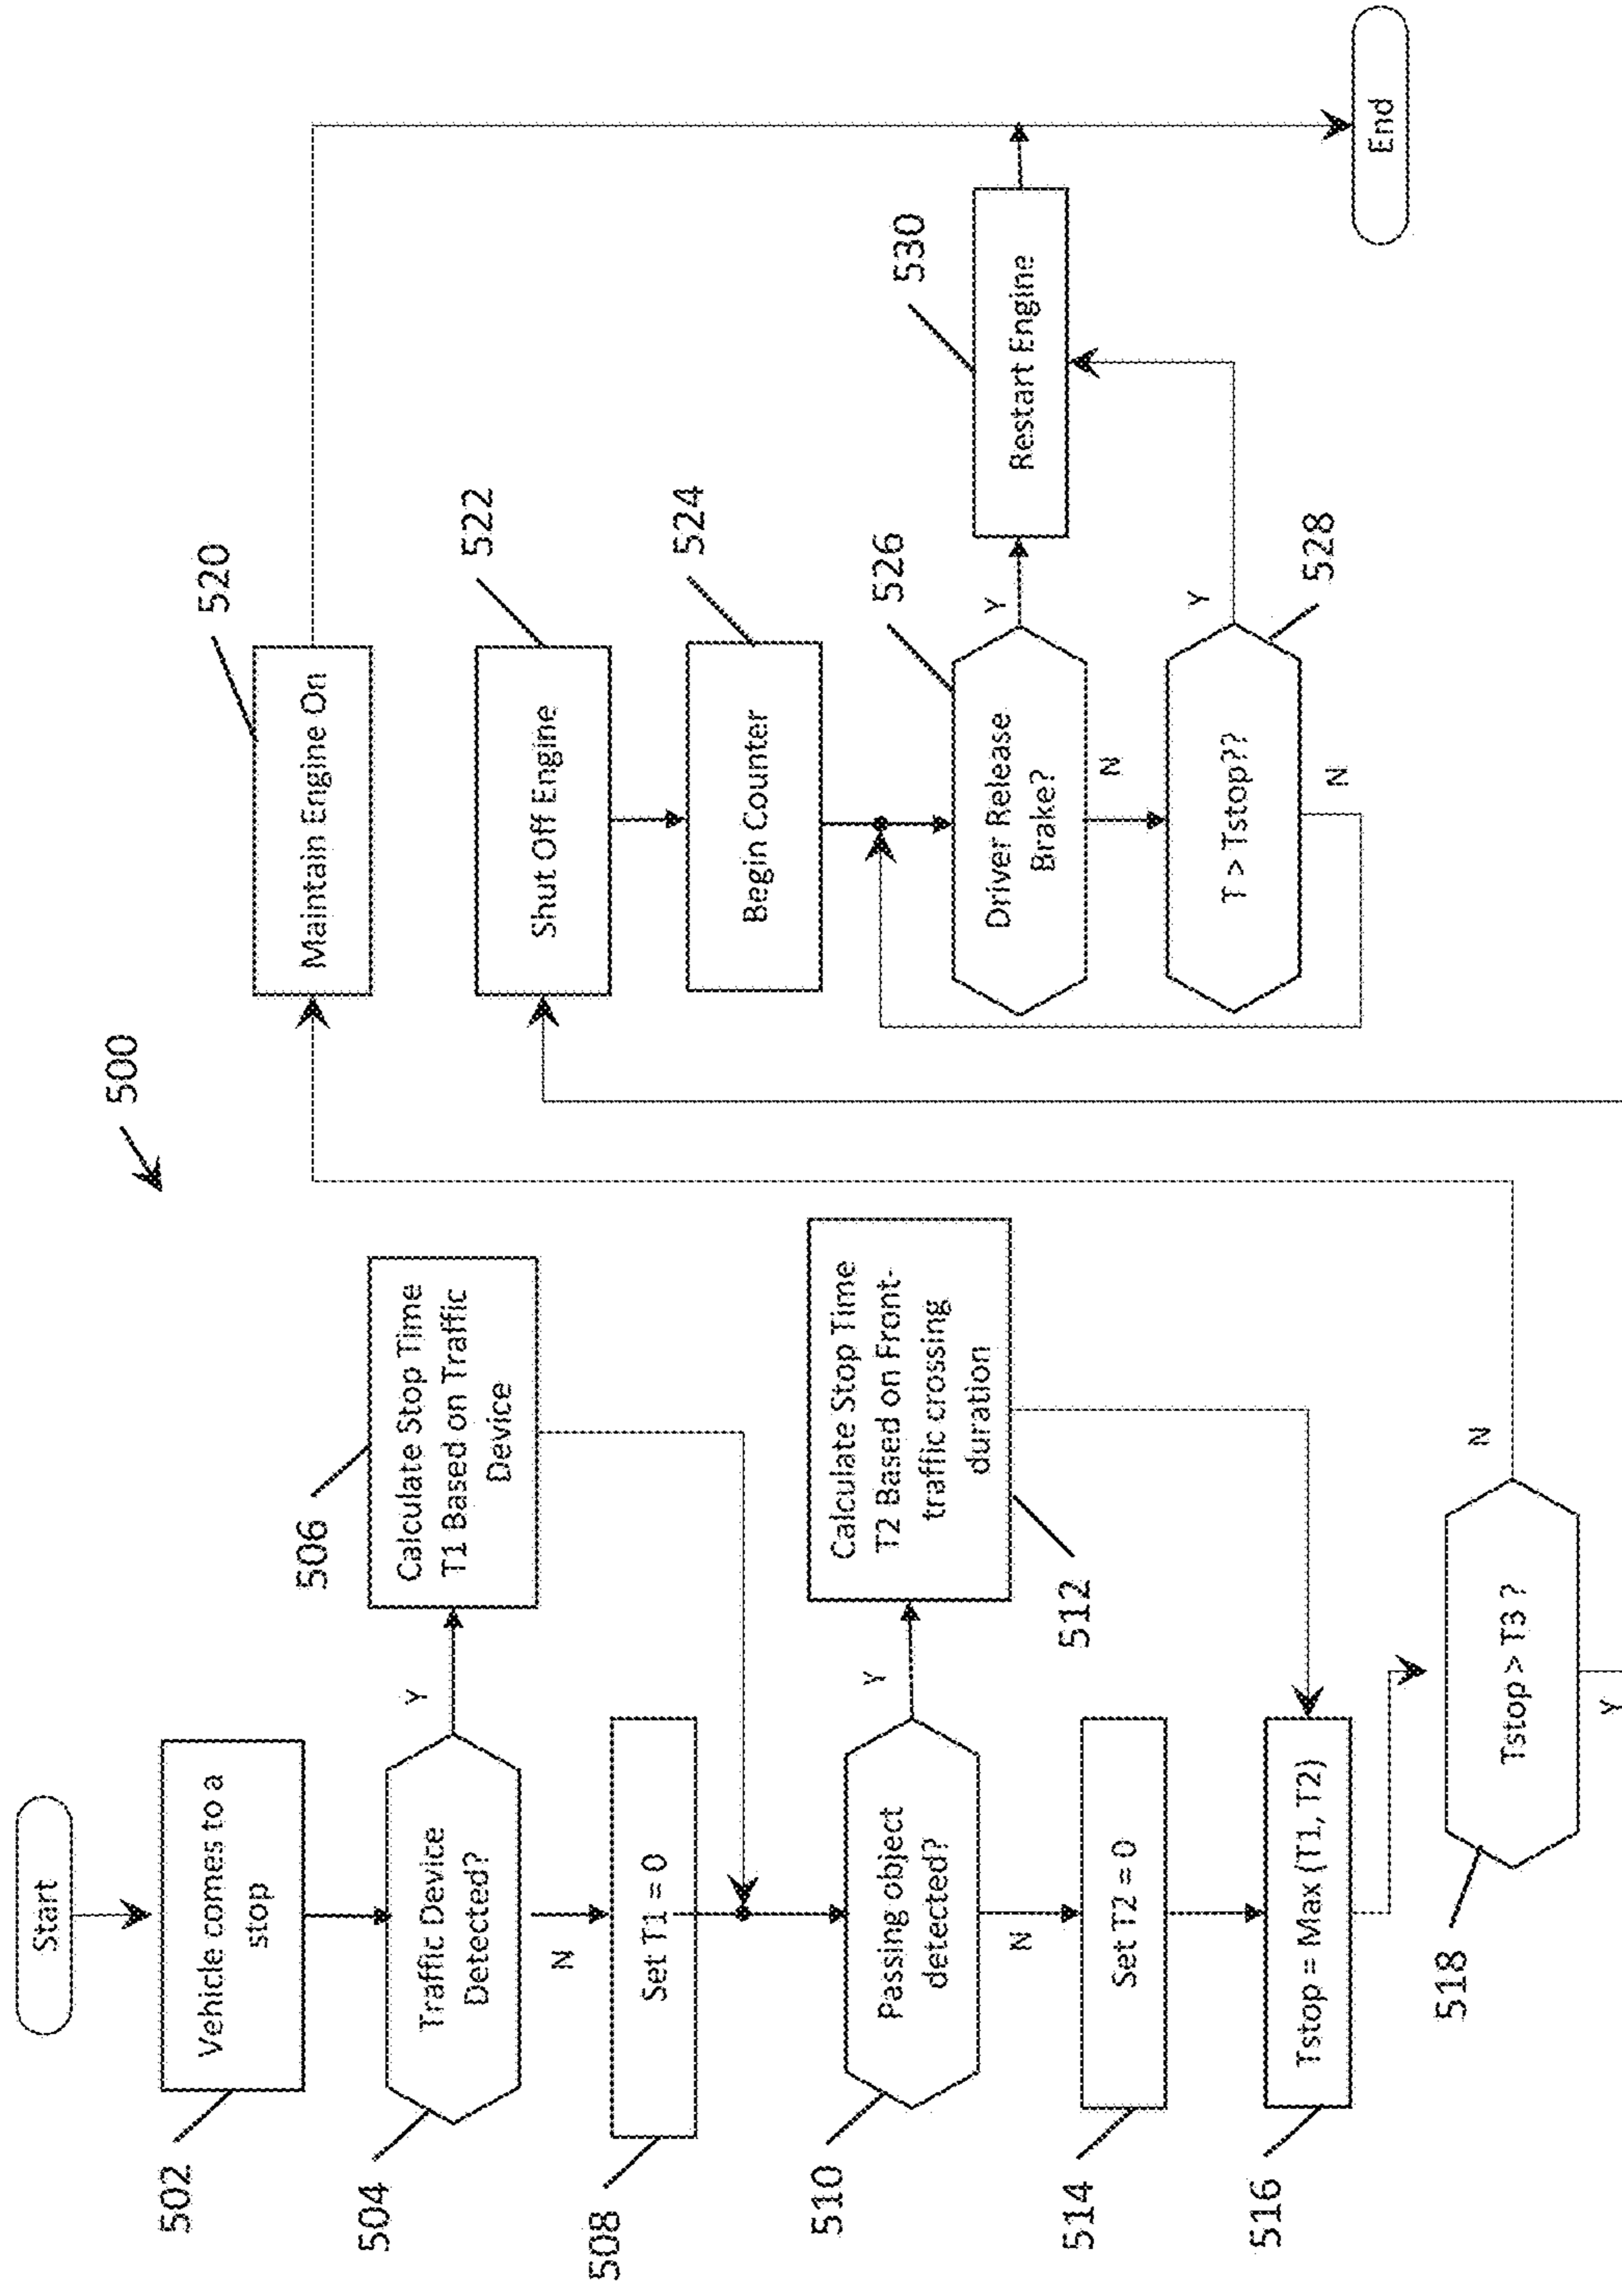 500
Start
Vehicle comes to a
stop
502
Traffic Device
Detected?
504
Y
N
Calculate Stop Time
T1 Based on Traffic
Device
506
Set T1 = 0
508
Passing object
detected?
510
Y
N
Calculate Stop Time
T2 Based on Front-
traffic crossing
duration
512
Set T2 = 0
514
Tstop = Max (T1, T2)
516
Tstop > T3 ?
518
N
Y
Maintain Engine On
520
Shut Off Engine
522
Begin Counter
524
Driver Release
Brake?
526
Y
N
T > Tstop??
528
Y
N
Restart Engine
530
End